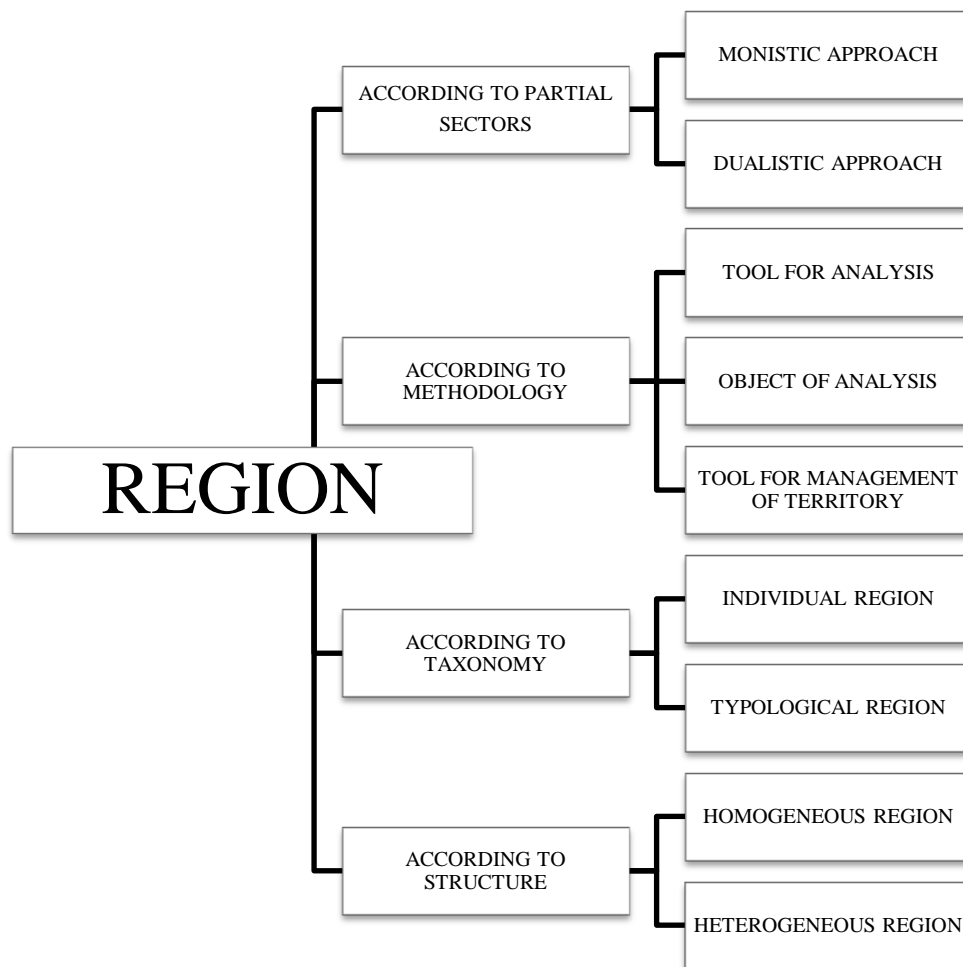 MONISTIC APPROACH
ACCORDING TO PARTIAL
SECTORS
DUALISTIC APPROACH
TOOL FOR ANALYSIS
ACCORDING TO
METHODOLOGY
OBJECT OF ANALYSIS
TOOL FOR MANAGEMENT
OF TERRITORY
REGION
INDIVIDUAL REGION
ACCORDING TO
TAXONOMY
TYPOLOGICAL REGION
HOMOGENEOUS REGION
ACCORDING TO
STRUCTURE
HETEROGENEOUS REGION